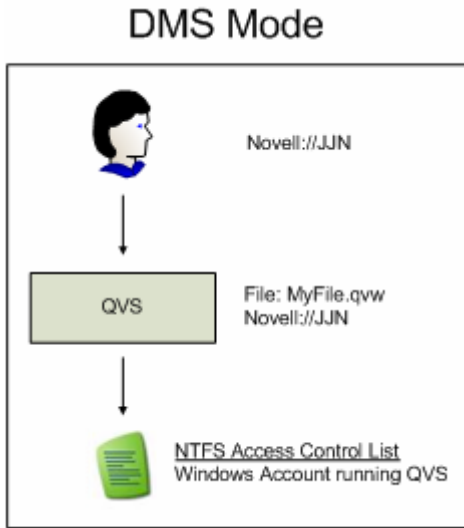 DMS Mode
Novell://JJN
QVS
File: MyFile.qvw
Novell://JJN
NTFS Access Control List
Windows Account running QVS